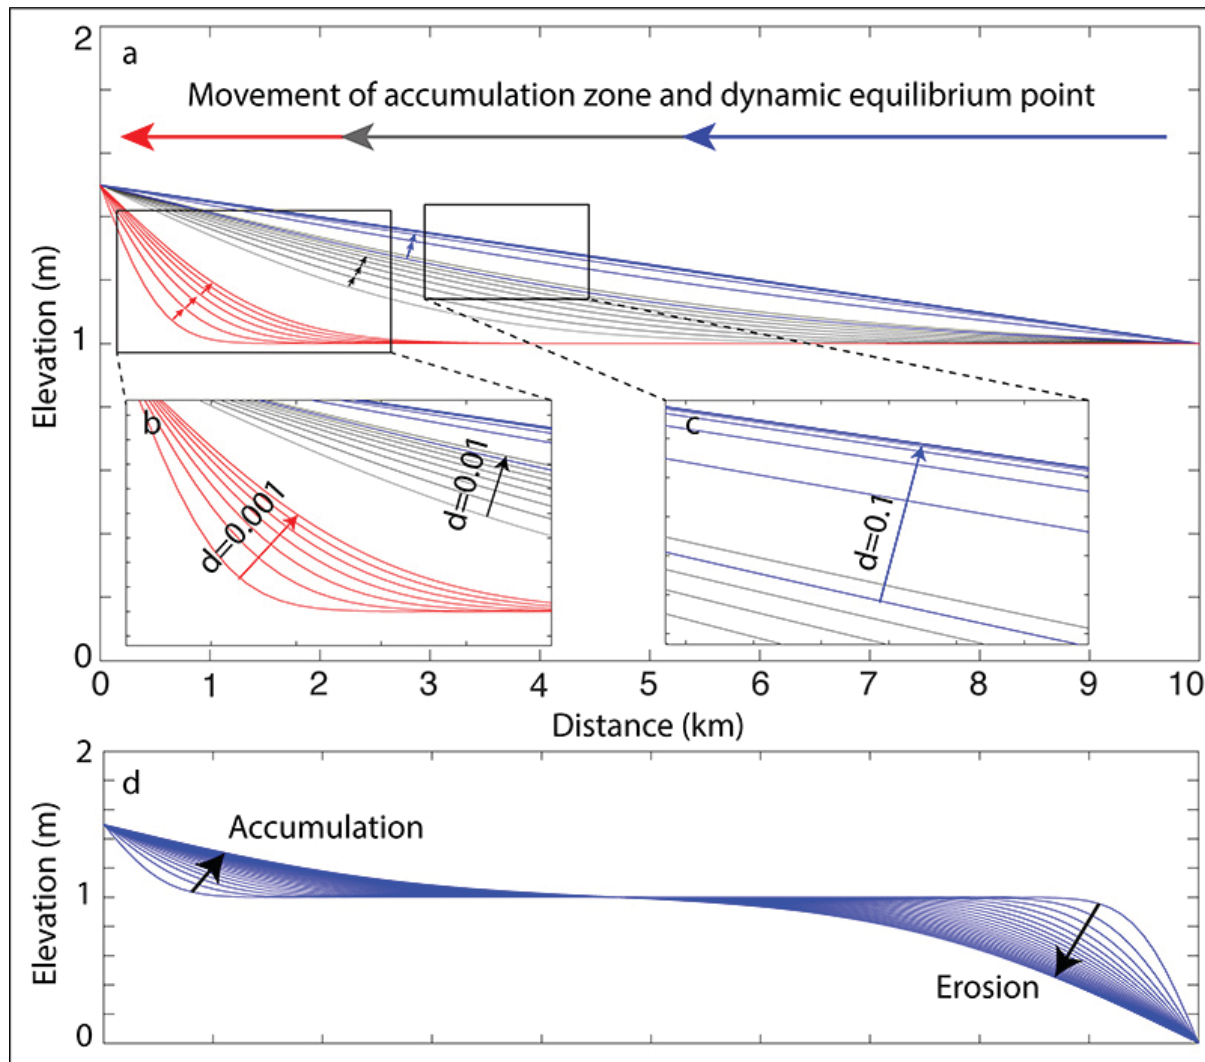 2
a
Movement of accumulation zone and dynamic equilibrium point
Elevation (m)
1
b
d=0.001
d=0.01
c
d=0.1
0
0 1 2 3 4 5 6 7 8 9 10
Distance (km)
2
d
Accumulation
Elevation (m)
1
Erosion
0